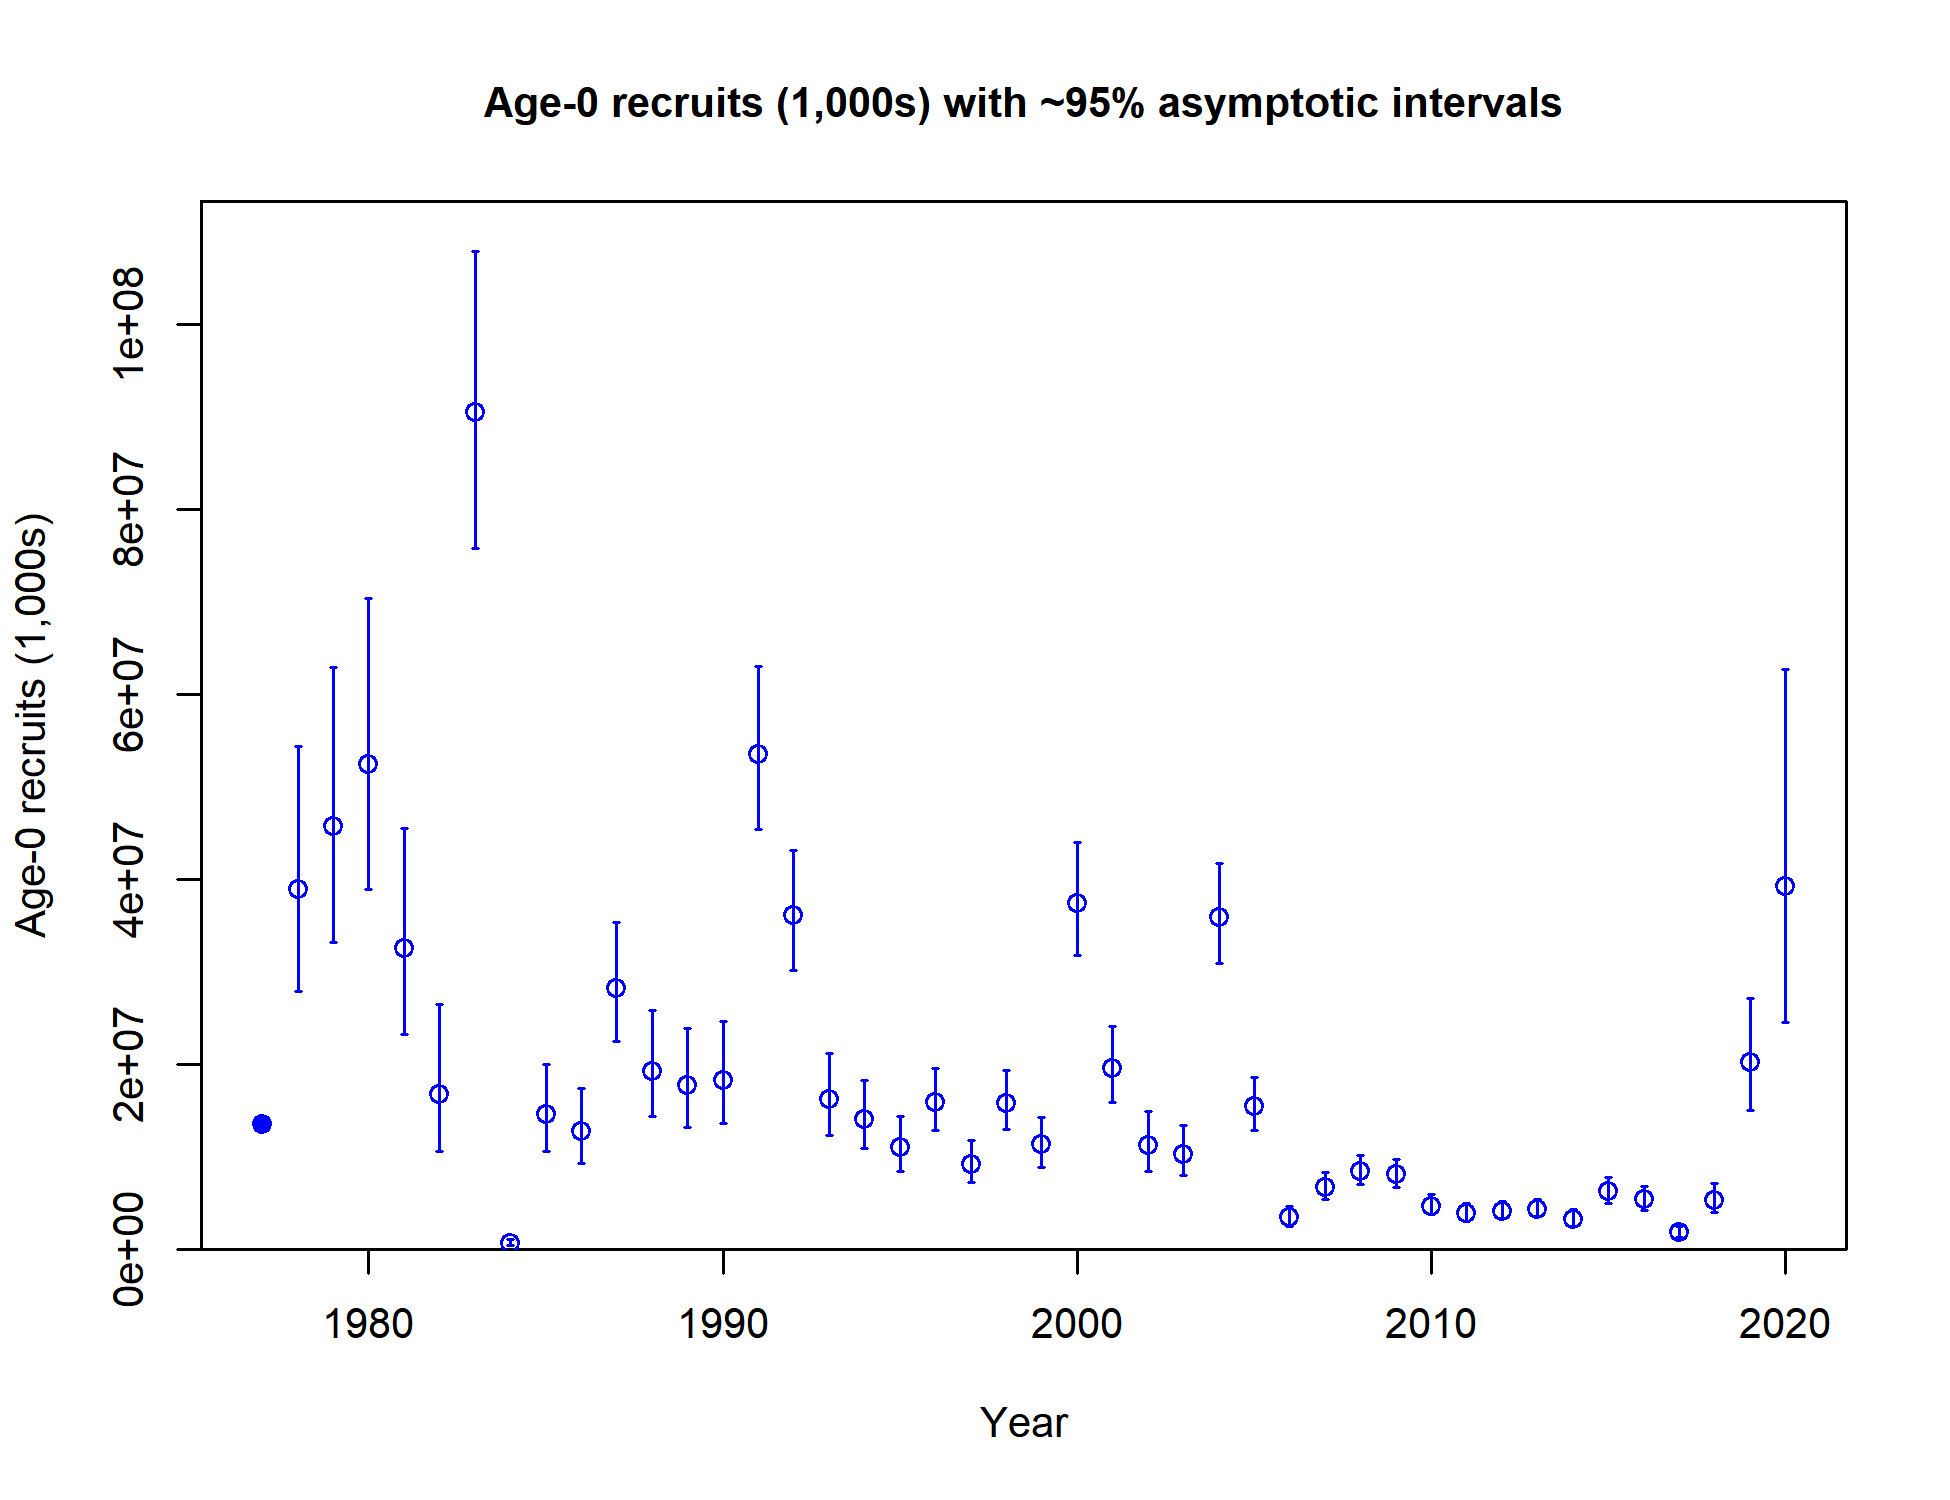 Age-0 recruits (1,000s) with ~95% asymptotic intervals
Age-0 recruits (1,000s)
1e+08
8e+07
6e+07
4e+07
2e+07
0e+00
1980 1990 2000 2010 2020
Year